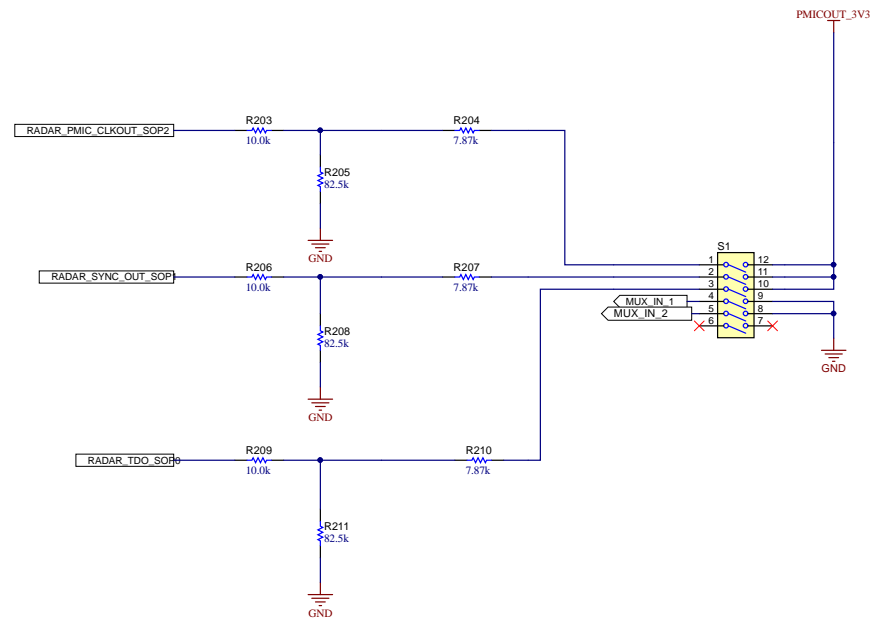 PMICOUT_3V3
RADAR_PMIC_CLKOUT_SOP2
R203
10.0k
R204
7.87k
R205
82.5k
GND
RADAR_SYNC_OUT_SOP1
R206
10.0k
R207
7.87k
R208
82.5k
GND
S1
1 12
2 11
3 10
MUX_IN_1 4 9
MUX_IN_2 5 8
6 7
GND
RADAR_TDO_SOP0
R209
10.0k
R210
7.87k
R211
82.5k
GND